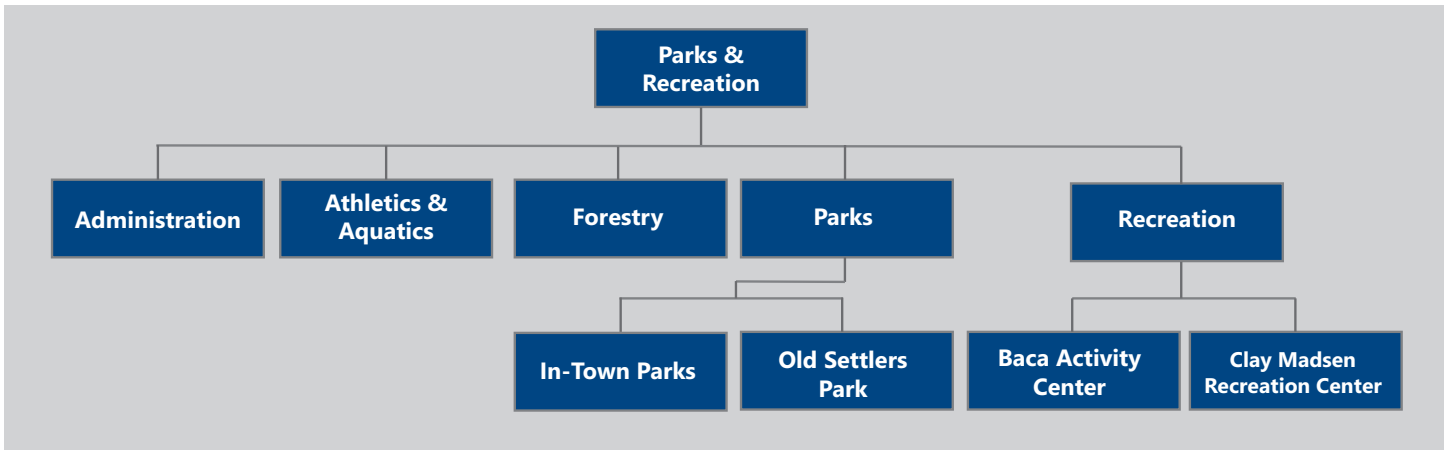 Parks &
Recreation
Administration
Athletics &
Aquatics
Forestry
Parks
Recreation
In-Town Parks
Old Settlers
Park
Baca Activity
Center
Clay Madsen
Recreation Center